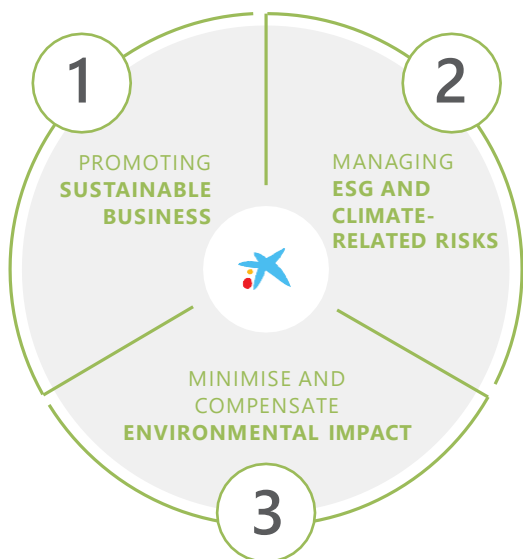 1
PROMOTING
SUSTAINABLE
BUSINESS
2
MANAGING
ESG AND
CLIMATE-
RELATED RISKS
MINIMISE AND
COMPENSATE
ENVIRONMENTAL IMPACT
3